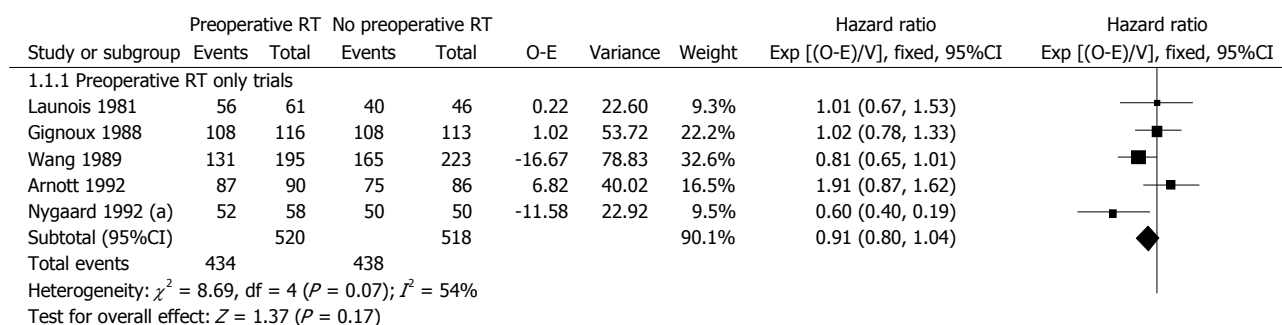 Preoperative RT No preoperative RT Hazard ratio Hazard ratio
Study or subgroup Events Total Events Total O-E Variance Weight Exp [(O-E)/V], fixed, 95%CI Exp [(O-E)/V], fixed, 95%CI
1.1.1 Preoperative RT only trials
Launois 1981 56 61 40 46 0.22 22.60 9.3% 1.01 (0.67, 1.53)
Gignoux 1988 108 116 108 113 1.02 53.72 22.2% 1.02 (0.78, 1.33)
Wang 1989 131 195 165 223 -16.67 78.83 32.6% 0.81 (0.65, 1.01)
Arnott 1992 87 90 75 86 6.82 40.02 16.5% 1.91 (0.87, 1.62)
Nygaard 1992 (a) 52 58 50 50 -11.58 22.92 9.5% 0.60 (0.40, 0.19)
Subtotal (95%CI) 520 518 90.1% 0.91 (0.80, 1.04)
Total events 434 438
Heterogeneity: χ² = 8.69, df = 4 (P = 0.07); I² = 54%
Test for overall effect: Z = 1.37 (P = 0.17)